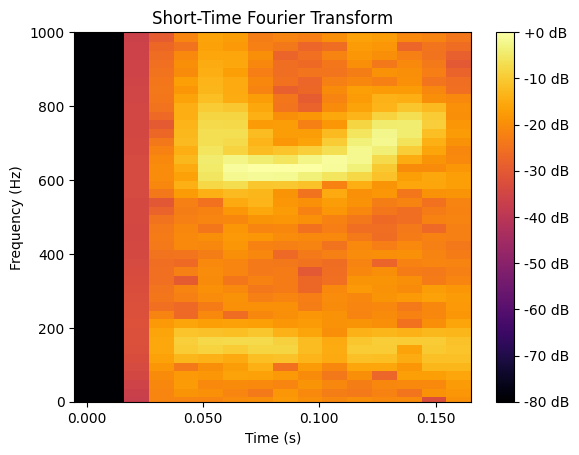 Short-Time Fourier Transform
Frequency (Hz)
1000
800
600
400
200
0
0.000
0.050
0.100
0.150
Time (s)
+0 dB
-10 dB
-20 dB
-30 dB
-40 dB
-50 dB
-60 dB
-70 dB
-80 dB